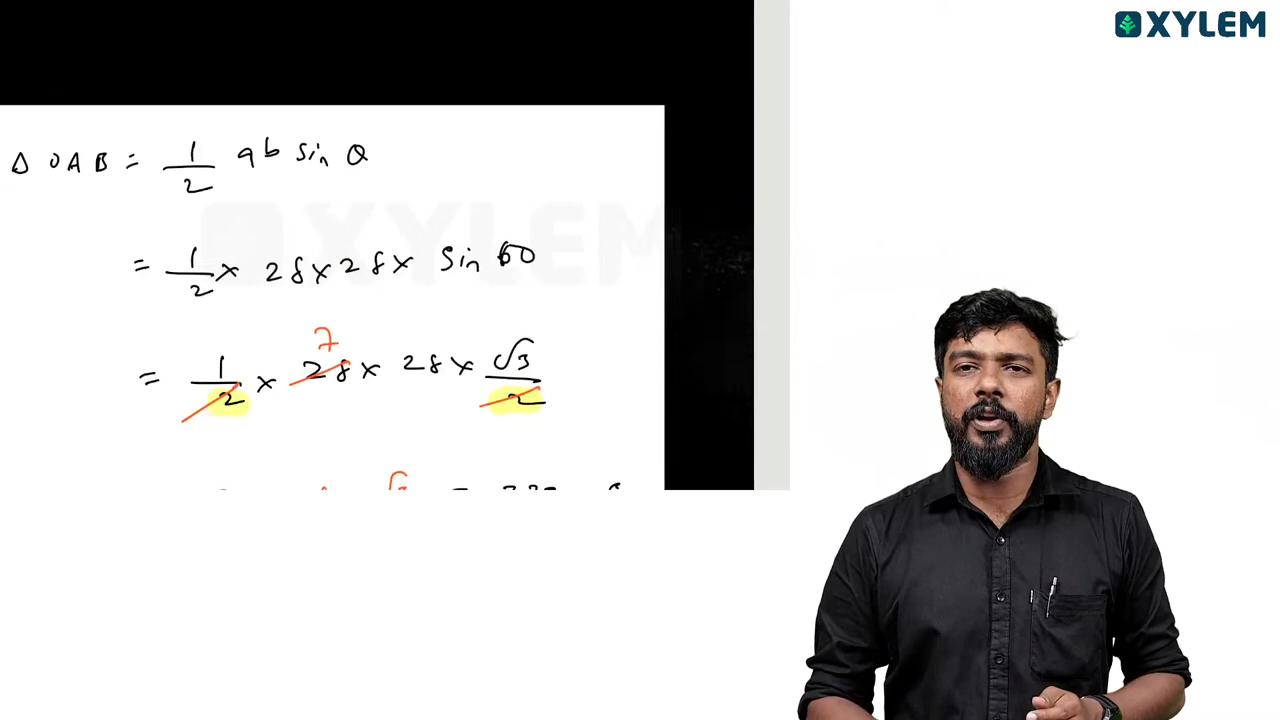 XYLEM
Δ OAB = 1/2 ab sin θ
XYLEM
= 1/2 × 28 × 28 × sin 60
7
= 1/2 × 28 × 28 × √3/2